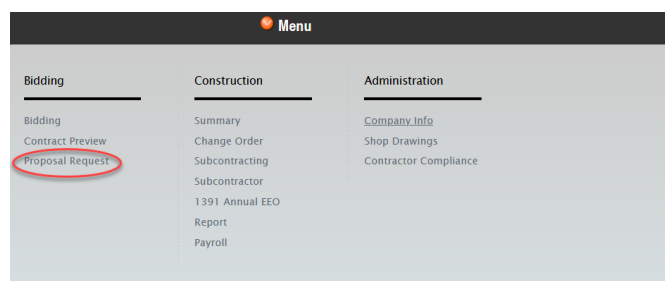 Menu
Bidding
Bidding
Contract Preview
Proposal Request
Construction
Summary
Change Order
Subcontracting
Subcontractor
1391 Annual EEO
Report
Payroll
Administration
Company Info
Shop Drawings
Contractor Compliance